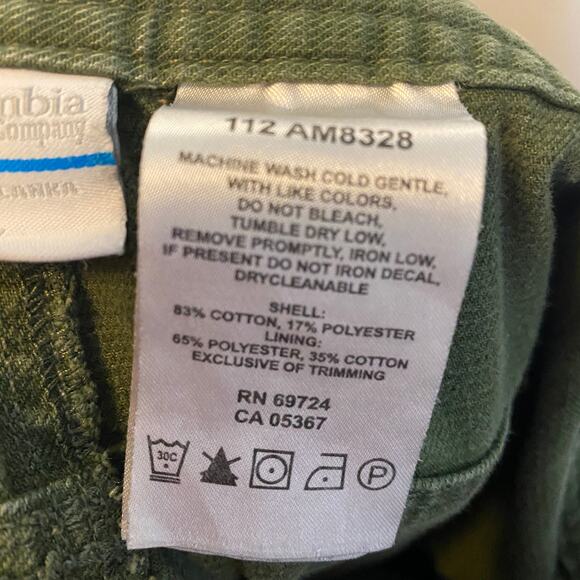 mbia
Company
LANKA
112 AM8328
MACHINE WASH COLD GENTLE,
WITH LIKE COLORS,
DO NOT BLEACH,
TUMBLE DRY LOW,
REMOVE PROMPTLY, IRON LOW,
IF PRESENT DO NOT IRON DECAL,
DRYCLEANABLE
SHELL:
83% COTTON, 17% POLYESTER
LINING:
65% POLYESTER, 35% COTTON
EXCLUSIVE OF TRIMMING
RN 69724
CA 05367
30C
P